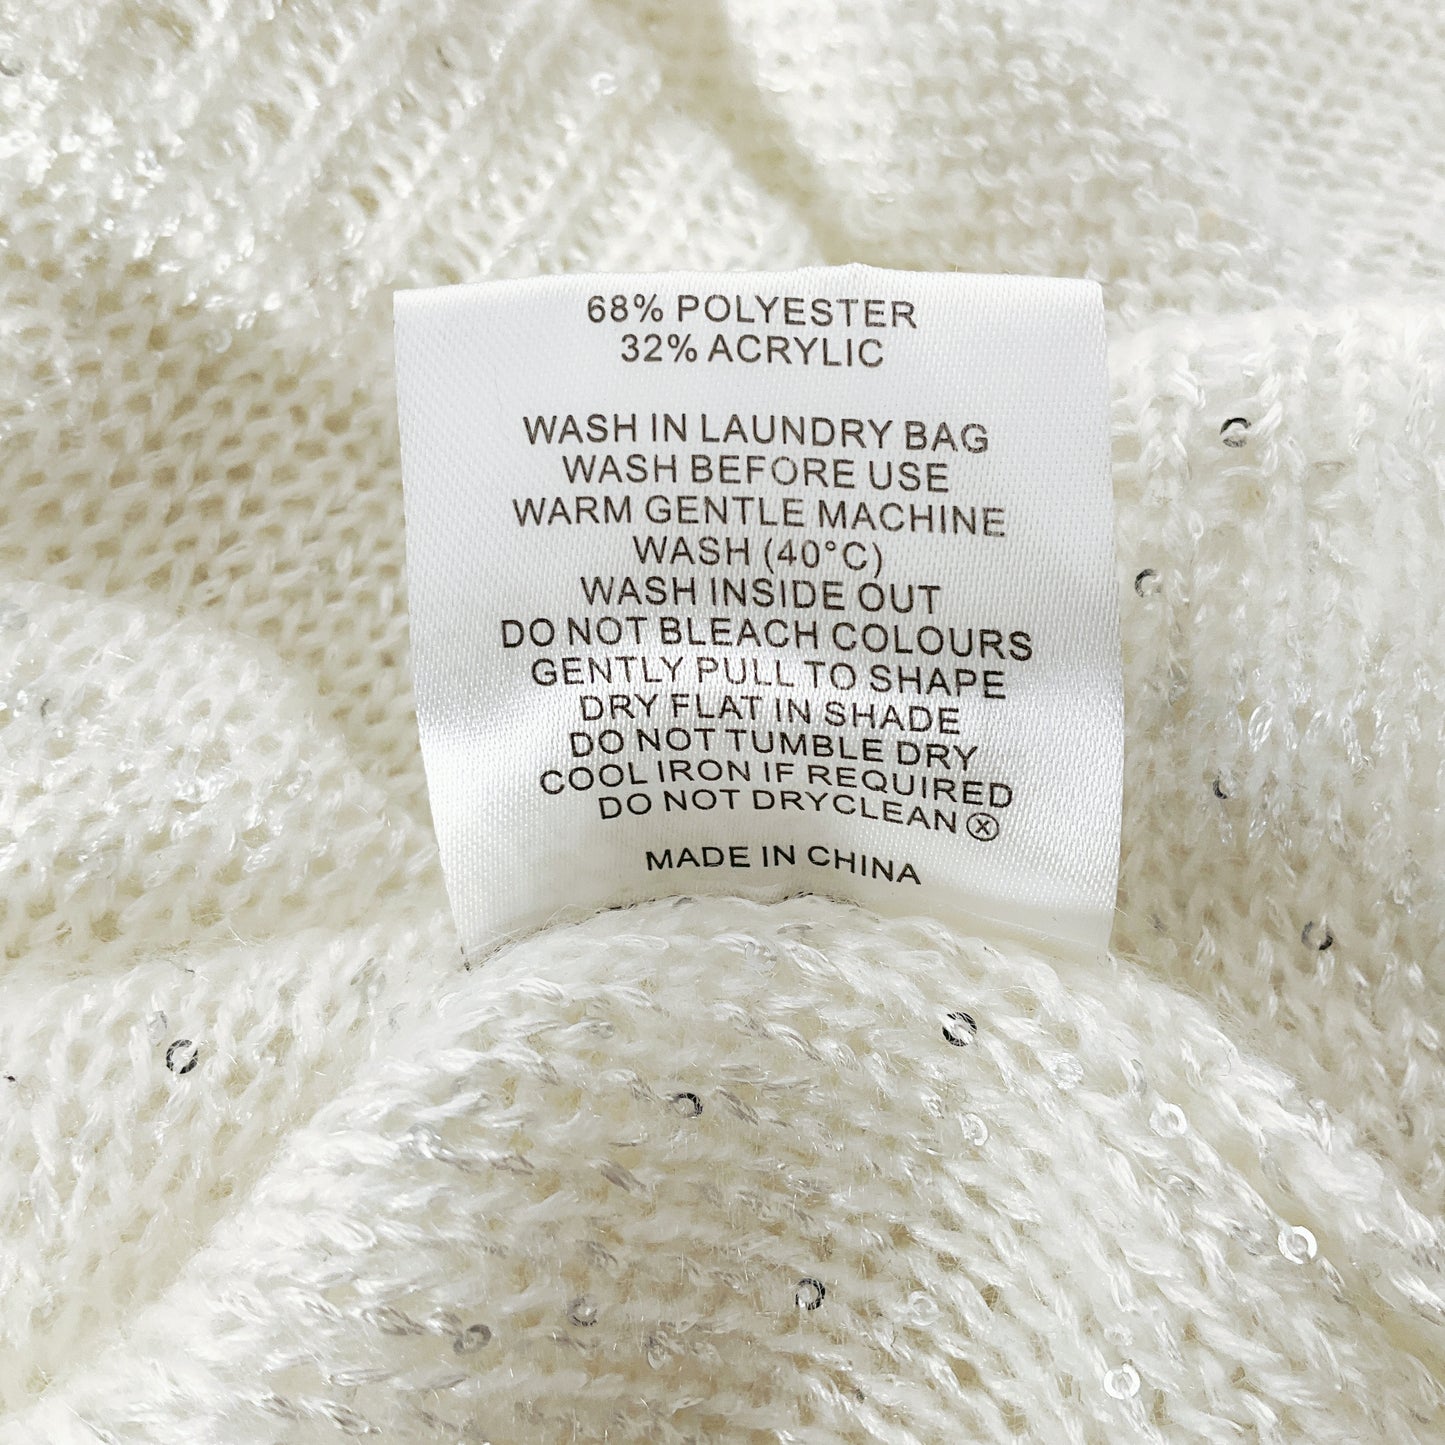 68% POLYESTER
32% ACRYLIC
WASH IN LAUNDRY BAG
WASH BEFORE USE
WARM GENTLE MACHINE
WASH (40°C)
WASH INSIDE OUT
DO NOT BLEACH COLOURS
GENTLY PULL TO SHAPE
DRY FLAT IN SHADE
DO NOT TUMBLE DRY
COOL IRON IF REQUIRED
DO NOT DRYCLEAN ⓧ
MADE IN CHINA